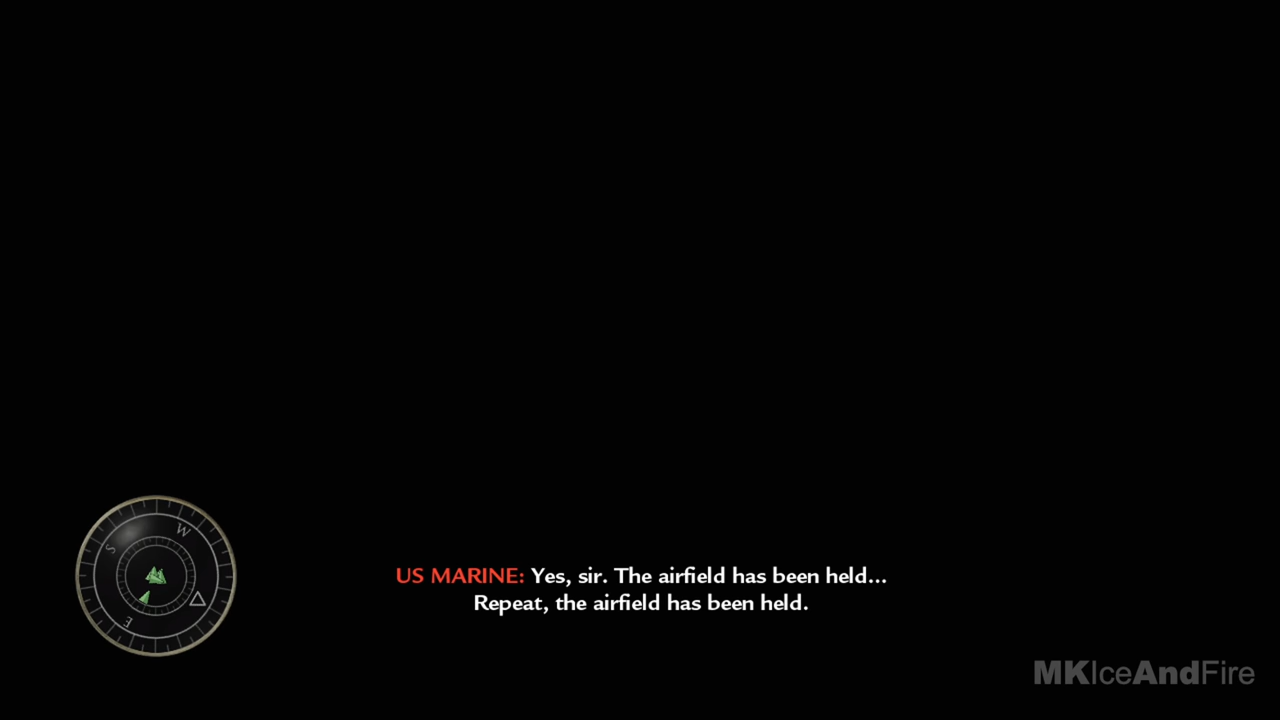 W
S
E
US MARINE: Yes, sir. The airfield has been held...
Repeat, the airfield has been held.
MKIceAndFire